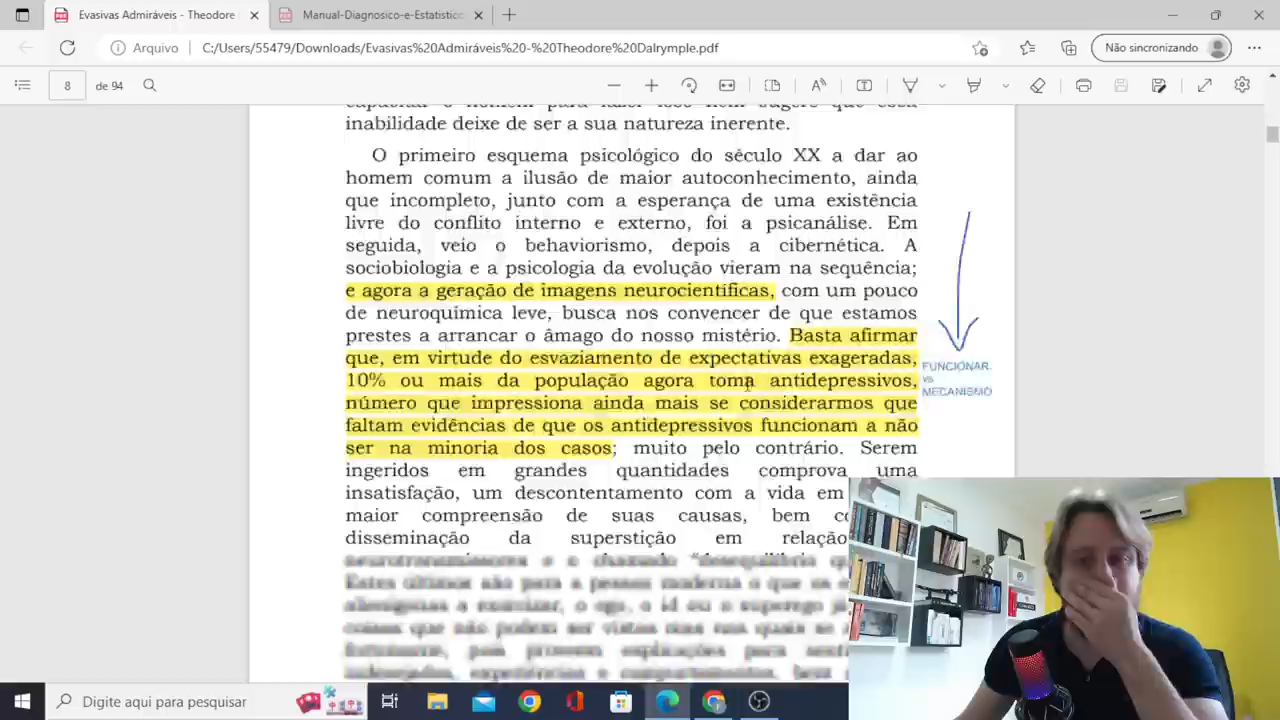 Evasivas Admiráveis - Theodore
Manual-Diagnosico-e-Estatistico
Arquivo
C:/Users/55479/Downloads/Evasivas%20Admiráveis%20-%20Theodore%20Dalrymple.pdf
Não sincronizando
8
de 94
inabilidade deixe de ser a sua natureza inerente.
O primeiro esquema psicológico do século XX a dar ao
homem comum a ilusão de maior autoconhecimento, ainda
que incompleto, junto com a esperança de uma existência
livre do conflito interno e externo, foi a psicanálise. Em
seguida, veio o behaviorismo, depois a cibernética. A
sociobiologia e a psicologia da evolução vieram na sequência;
e agora a geração de imagens neurocientíficas, com um pouco
de neuroquímica leve, busca nos convencer de que estamos
prestes a arrancar o âmago do nosso mistério. Basta afirmar
que, em virtude do esvaziamento de expectativas exageradas,
10% ou mais da população agora toma antidepressivos,
número que impressiona ainda mais se considerarmos que
faltam evidências de que os antidepressivos funcionam a não
ser na minoria dos casos; muito pelo contrário. Serem
ingeridos em grandes quantidades comprova uma
insatisfação, um descontentamento com a vida em
maior compreensão de suas causas, bem
disseminação da superstição em relação
FUNCIONAR
vs
MECANISMO
Digite aqui para pesquisar